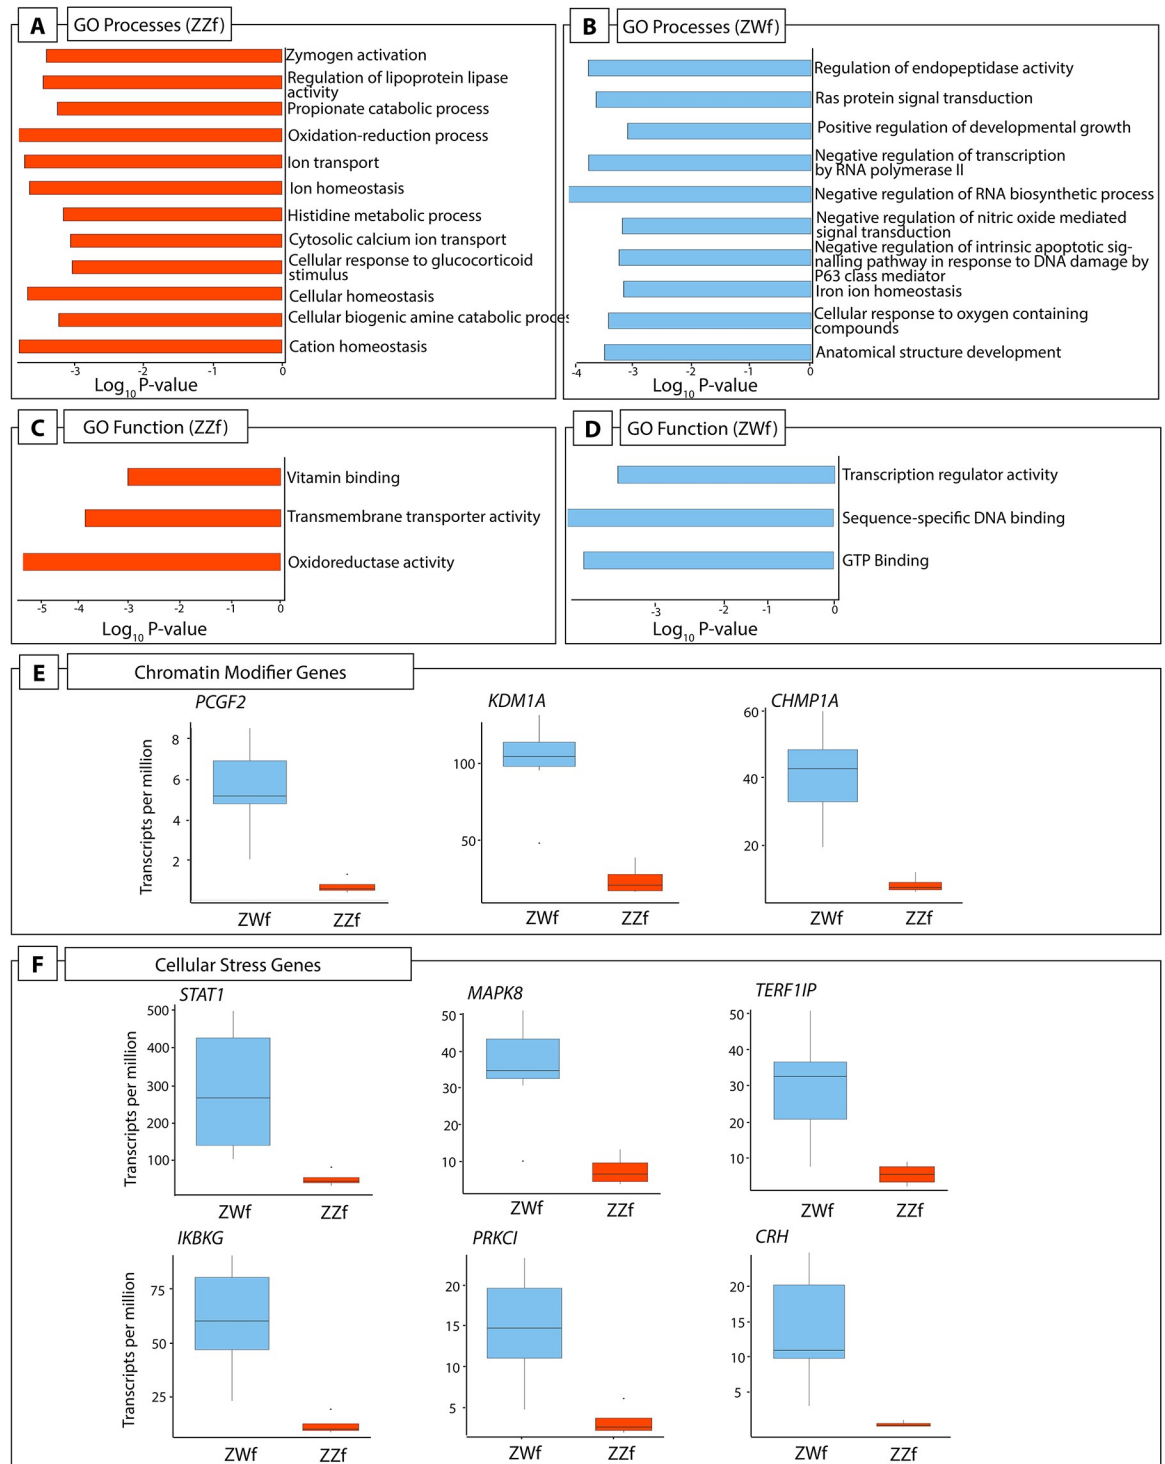 A GO Processes (ZZf)
Zymogen activation
Regulation of lipoprotein lipase
activity
Propionate catabolic process
Oxidation-reduction process
Ion transport
Ion homeostasis
Histidine metabolic process
Cytosolic calcium ion transport
Cellular response to glucocorticoid
stimulus
Cellular homeostasis
Cellular biogenic amine catabolic proces
Cation homeostasis
-3 -2 -1 0
Log10 P-value
B GO Processes (ZWf)
Regulation of endopeptidase activity
Ras protein signal transduction
Positive regulation of developmental growth
Negative regulation of transcription
by RNA polymerase II
Negative regulation of RNA biosynthetic process
Negative regulation of nitric oxide mediated
signal transduction
Negative regulation of intrinsic apoptotic sig-
nalling pathway in response to DNA damage by
P63 class mediator
Iron ion homeostasis
Cellular response to oxygen containing
compounds
Anatomical structure development
-4 -3 -2 -1 0
Log10 P-value
C GO Function (ZZf)
Vitamin binding
Transmembrane transporter activity
Oxidoreductase activity
-5 -4 -3 -2 -1 0
Log10 P-value
D GO Function (ZWf)
Transcription regulator activity
Sequence-specific DNA binding
GTP Binding
-3 -2 -1 0
Log10 P-value
E Chromatin Modifier Genes
PCGF2
Transcripts per million
8
6
4
2
ZWf ZZf
KDM1A
100
50
ZWf ZZf
CHMP1A
60
40
20
ZWf ZZf
F Cellular Stress Genes
STAT1
Transcripts per million
500
400
300
200
100
ZWf ZZf
MAPK8
50
40
30
20
10
ZWf ZZf
TERF1IP
50
40
30
20
10
ZWf ZZf
IKBKG
Transcripts per million
75
50
25
ZWf ZZf
PRKCI
20
15
10
5
ZWf ZZf
CRH
20
15
10
5
ZWf ZZf